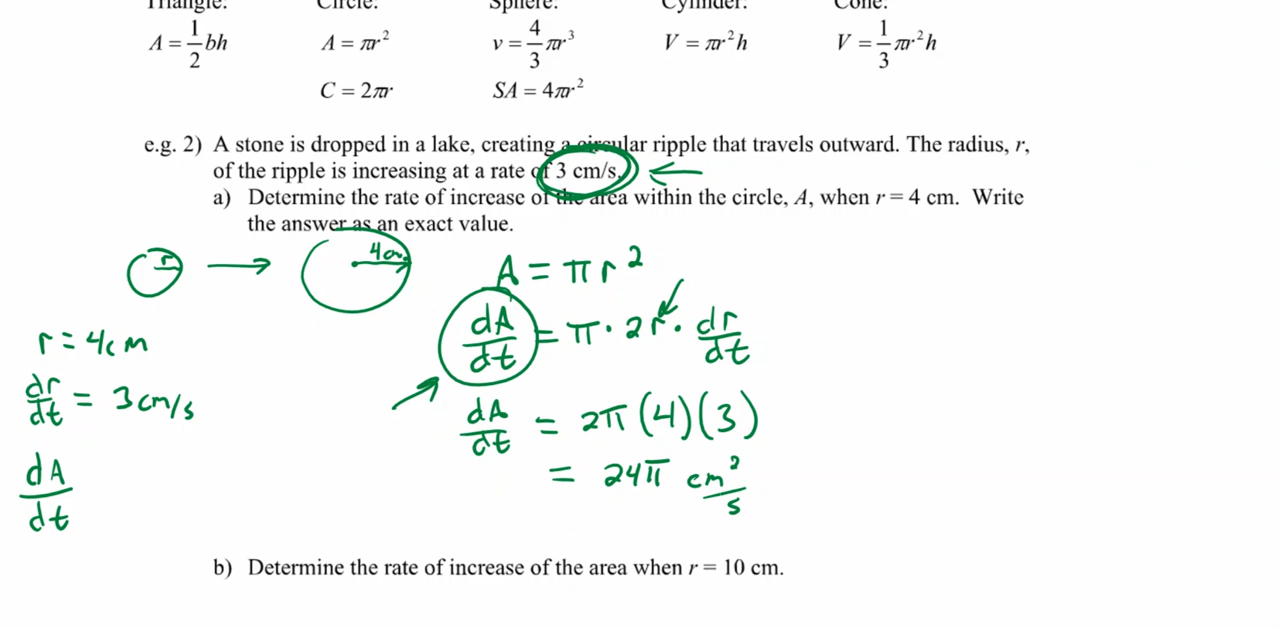 Triangle: Circle: Sphere: Cylinder: Cone:
A = 1/2 bh A = πr² v = 4/3 πr³ V = πr²h V = 1/3 πr²h
C = 2πr SA = 4πr²
e.g. 2) A stone is dropped in a lake, creating a circular ripple that travels outward. The radius, r,
of the ripple is increasing at a rate of 3 cm/s.
a) Determine the rate of increase of the area within the circle, A, when r = 4 cm. Write
the answer as an exact value.
r → 4cm
A = πr²
dA/dt = π · 2r · dr/dt
r = 4cm
dr/dt = 3cm/s
dA/dt = 2π(4)(3)
dA/dt
= 24π cm²/s
b) Determine the rate of increase of the area when r = 10 cm.